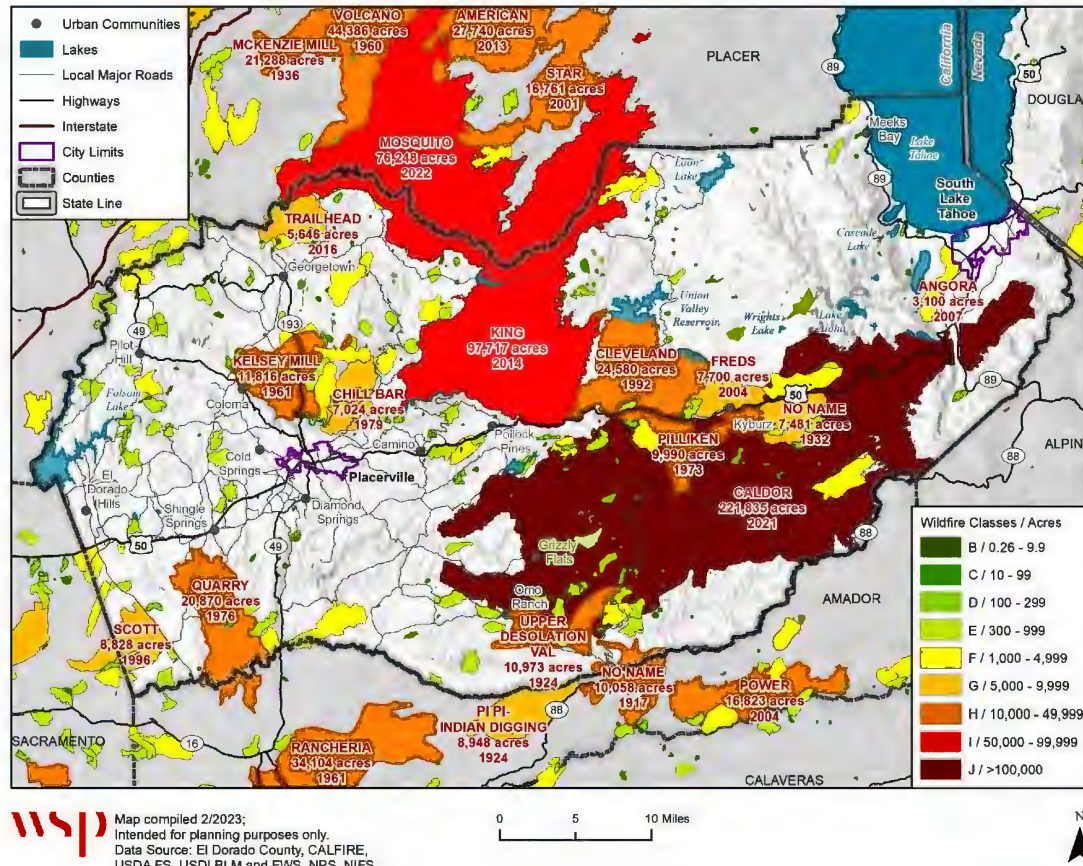 Urban Communities
Lakes
Local Major Roads
Highways
Interstate
City Limits
Counties
State Line
VOLCANO
44,386 acres
1960
AMERICAN
27,740 acres
2013
MCKENZIE MILL
21,288 acres
1936
STAR
16,761 acres
2001
PLACER
89
California
Nevada
50
DOUGLA
MOSQUITO
76,248 acres
2022
Meeks
Bay
Lake
Tahoe
Loon
Lake
89
South
Lake
Tahoe
TRAILHEAD
5,646 acres
2016
Georgetown
Cascade
Lake
ANGORA
3,100 acres
2007
Union
Valley
Reservoir
Wrights
Lake
Lake
Aloha
49
193
Pilot
Hill
KING
97,717 acres
2014
CLEVELAND
24,580 acres
1992
FREDS
7,700 acres
2004
KELSEY MILL
11,816 acres
1961
CHILI BAR
7,024 acres
1979
89
50
NO NAME
7,481 acres
1932
Kyburz
Folsom
Lake
Coloma
Camino
Pollock
Pines
PILLIKEN
9,990 acres
1973
ALPIN
88
Cold
Springs
Placerville
El
Dorado
Hills
Diamond
Springs
Shingle
Springs
CALDOR
221,835 acres
2021
50
49
88
Grizzly
Flats
Omo
Ranch
AMADOR
QUARRY
20,870 acres
1976
SCOTT
8,828 acres
1996
UPPER
DESOLATION
VAL
10,973 acres
1924
NO NAME
10,058 acres
1917
POWER
16,823 acres
2004
PI PI-
INDIAN DIGGING
8,948 acres
1924
88
SACRAMENTO
16
RANCHERIA
34,104 acres
1961
CALAVERAS
Wildfire Classes / Acres
B / 0.26 - 9.9
C / 10 - 99
D / 100 - 299
E / 300 - 999
F / 1,000 - 4,999
G / 5,000 - 9,999
H / 10,000 - 49,999
I / 50,000 - 99,999
J / >100,000
wsp
Map compiled 2/2023;
Intended for planning purposes only.
Data Source: El Dorado County, CALFIRE,
USDA FS, USDI BLM and FWS, NPS, NIFS
0 5 10 Miles
N